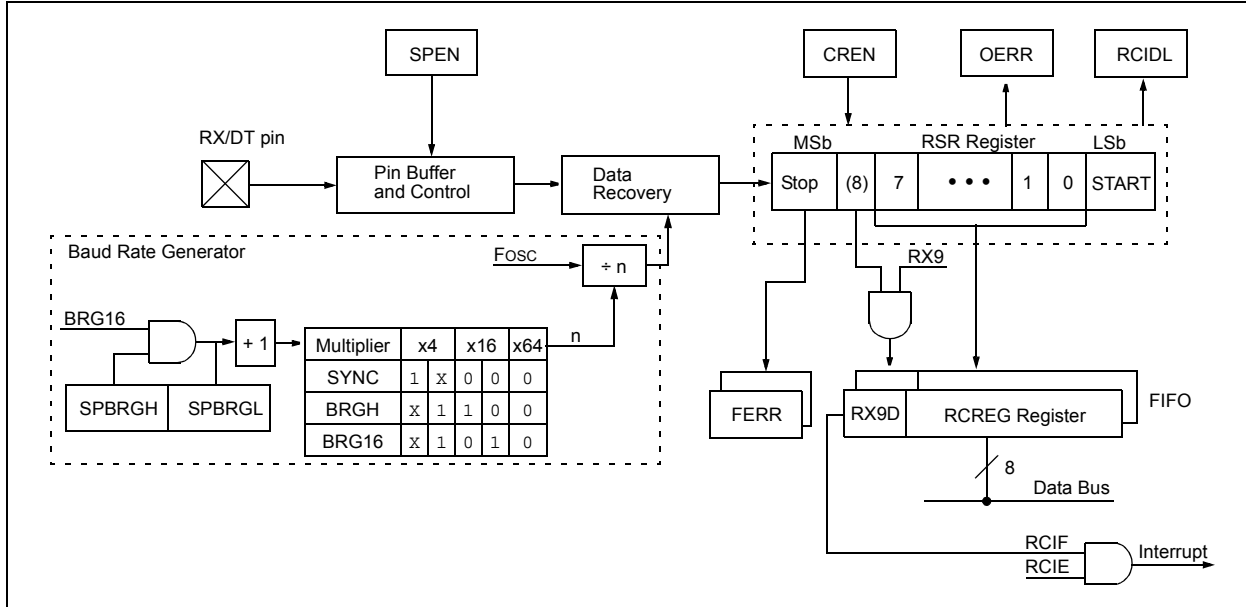 SPEN
CREN
OERR
RCIDL
RX/DT pin
MSb
RSR Register
LSb
Pin Buffer
and Control
Data
Recovery
Stop
(8)
7
• • •
1
0
START
Baud Rate Generator
FOSC
÷ n
RX9
BRG16
+ 1
n
Multiplier x4 x16 x64
SYNC 1 X 0 0 0
BRGH X 1 1 0 0
BRG16 X 1 0 1 0
SPBRGH
SPBRGL
FERR
RX9D
RCREG Register
FIFO
8
Data Bus
RCIF
RCIE
Interrupt